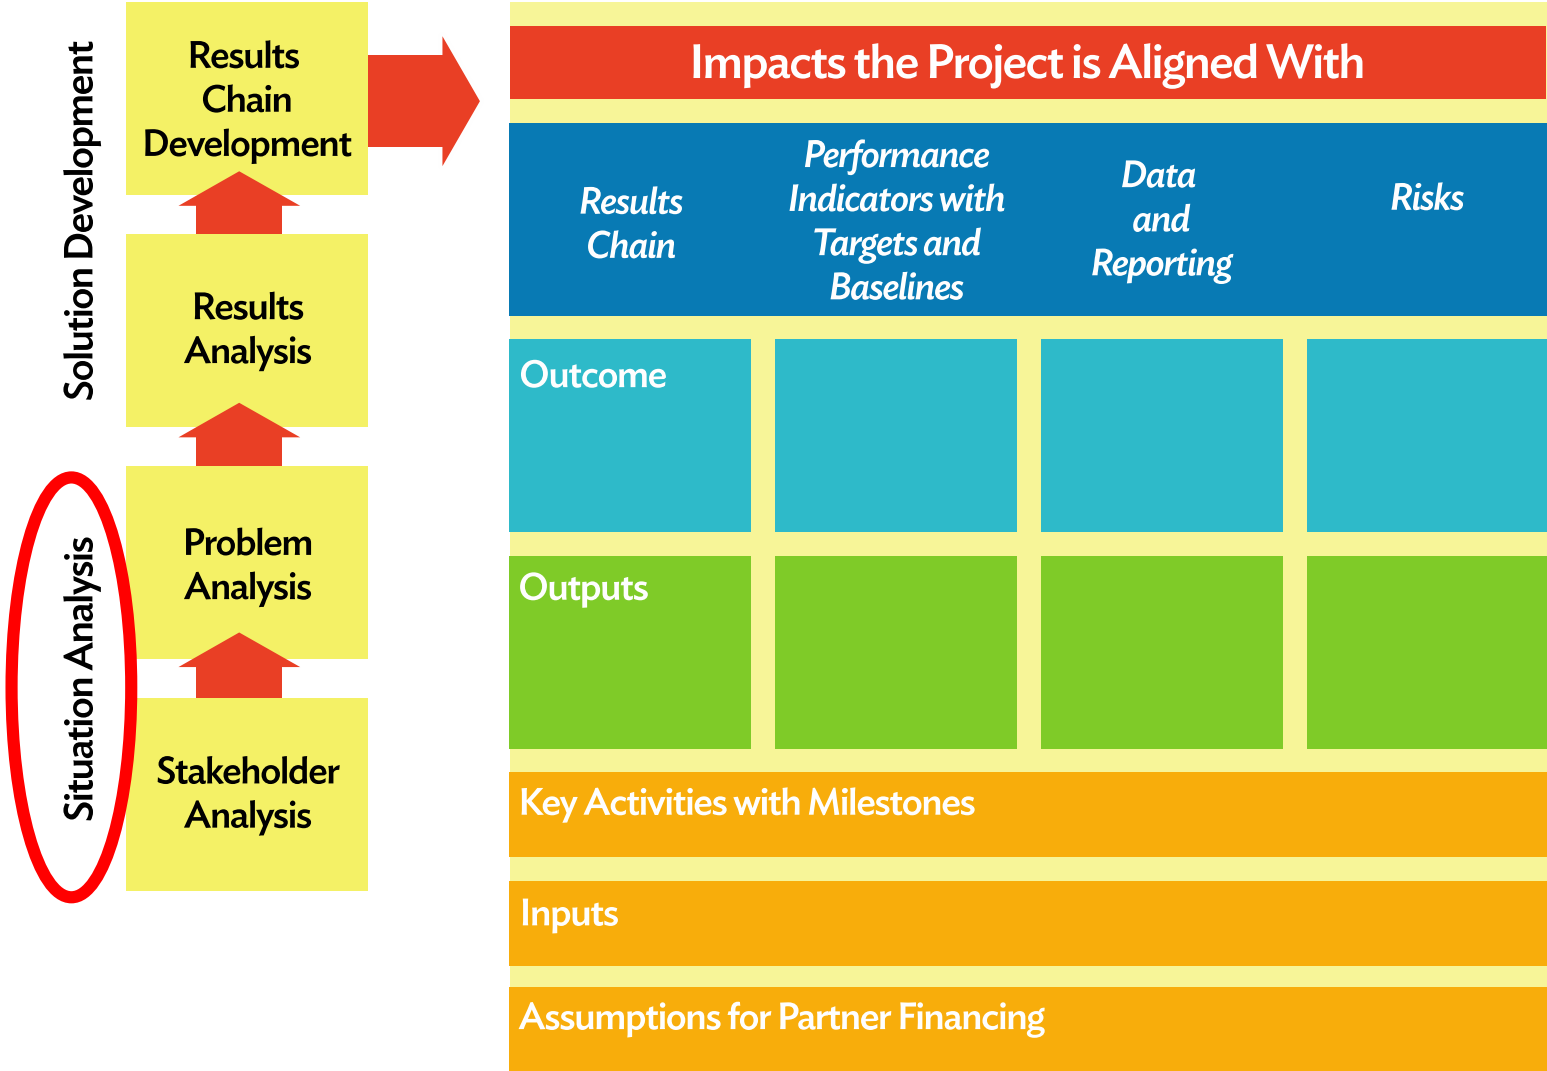 Solution Development
Results
Chain
Development
Results
Analysis
Situation Analysis
Problem
Analysis
Stakeholder
Analysis
Impacts the Project is Aligned With
Results
Chain
Performance
Indicators with
Targets and
Baselines
Data
and
Reporting
Risks
Outcome
Outputs
Key Activities with Milestones
Inputs
Assumptions for Partner Financing